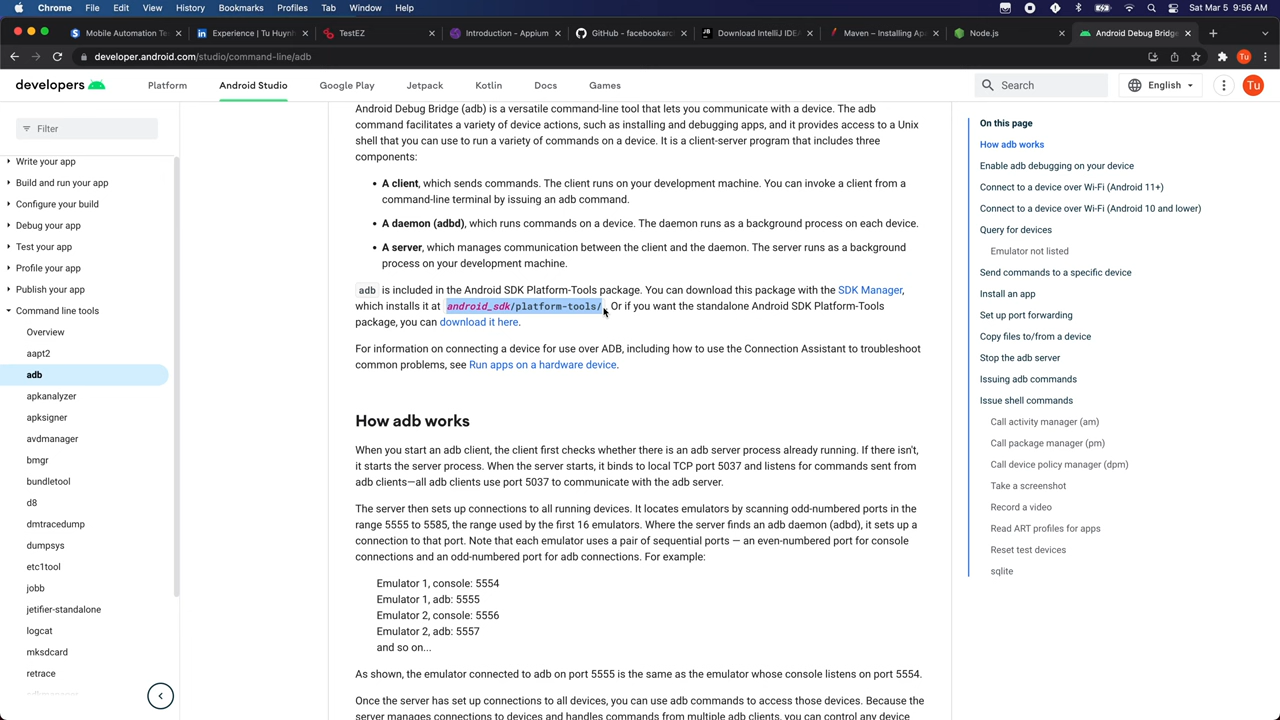 Chrome File Edit View History Bookmarks Profiles Tab Window Help Sat Mar 5 9:56 AM
Mobile Automation Te Experience | Tu Huynh TestEZ Introduction - Appium GitHub - facebookarc Download IntelliJ IDEA Maven – Installing Apa Node.js Android Debug Bridge
developer.android.com/studio/command-line/adb Tu
developers Platform Android Studio Google Play Jetpack Kotlin Docs Games Search English Tu
Filter
Write your app
Build and run your app
Configure your build
Debug your app
Test your app
Profile your app
Publish your app
Command line tools
Overview
aapt2
adb
apkanalyzer
apksigner
avdmanager
bmgr
bundletool
d8
dmtracedump
dumpsys
etc1tool
jobb
jetifier-standalone
logcat
mksdcard
retrace
Android Debug Bridge (adb) is a versatile command-line tool that lets you communicate with a device. The adb
command facilitates a variety of device actions, such as installing and debugging apps, and it provides access to a Unix
shell that you can use to run a variety of commands on a device. It is a client-server program that includes three
components:
• A client, which sends commands. The client runs on your development machine. You can invoke a client from a
command-line terminal by issuing an adb command.
• A daemon (adbd), which runs commands on a device. The daemon runs as a background process on each device.
• A server, which manages communication between the client and the daemon. The server runs as a background
process on your development machine.
adb is included in the Android SDK Platform-Tools package. You can download this package with the SDK Manager,
which installs it at android_sdk/platform-tools/. Or if you want the standalone Android SDK Platform-Tools
package, you can download it here.
For information on connecting a device for use over ADB, including how to use the Connection Assistant to troubleshoot
common problems, see Run apps on a hardware device.
How adb works
When you start an adb client, the client first checks whether there is an adb server process already running. If there isn't,
it starts the server process. When the server starts, it binds to local TCP port 5037 and listens for commands sent from
adb clients—all adb clients use port 5037 to communicate with the adb server.
The server then sets up connections to all running devices. It locates emulators by scanning odd-numbered ports in the
range 5555 to 5585, the range used by the first 16 emulators. Where the server finds an adb daemon (adbd), it sets up a
connection to that port. Note that each emulator uses a pair of sequential ports — an even-numbered port for console
connections and an odd-numbered port for adb connections. For example:
Emulator 1, console: 5554
Emulator 1, adb: 5555
Emulator 2, console: 5556
Emulator 2, adb: 5557
and so on...
As shown, the emulator connected to adb on port 5555 is the same as the emulator whose console listens on port 5554.
Once the server has set up connections to all devices, you can use adb commands to access those devices. Because the
server manages connections to devices and handles commands from multiple adb clients, you can control any device
On this page
How adb works
Enable adb debugging on your device
Connect to a device over Wi-Fi (Android 11+)
Connect to a device over Wi-Fi (Android 10 and lower)
Query for devices
Emulator not listed
Send commands to a specific device
Install an app
Set up port forwarding
Copy files to/from a device
Stop the adb server
Issuing adb commands
Issue shell commands
Call activity manager (am)
Call package manager (pm)
Call device policy manager (dpm)
Take a screenshot
Record a video
Read ART profiles for apps
Reset test devices
sqlite